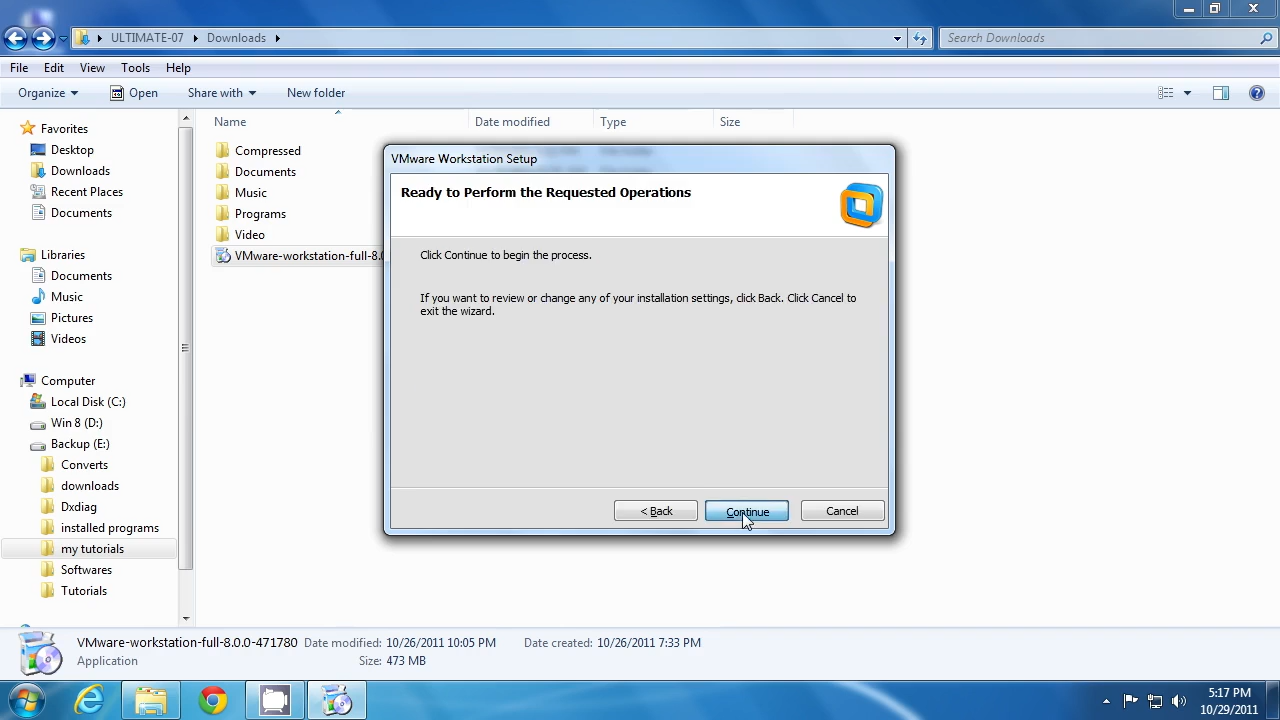 ULTIMATE-07 Downloads
Search Downloads
File Edit View Tools Help
Organize Open Share with New folder
Name Date modified Type Size
Favorites
Desktop
Downloads
Recent Places
Documents
Libraries
Documents
Music
Pictures
Videos
Computer
Local Disk (C:)
Win 8 (D:)
Backup (E:)
Converts
downloads
Dxdiag
installed programs
my tutorials
Softwares
Tutorials
Compressed
Documents
Music
Programs
Video
VMware-workstation-full-8.0
VMware Workstation Setup
Ready to Perform the Requested Operations
Click Continue to begin the process.
If you want to review or change any of your installation settings, click Back. Click Cancel to
exit the wizard.
< Back Continue Cancel
VMware-workstation-full-8.0.0-471780 Date modified: 10/26/2011 10:05 PM Date created: 10/26/2011 7:33 PM
Application Size: 473 MB
5:17 PM
10/29/2011